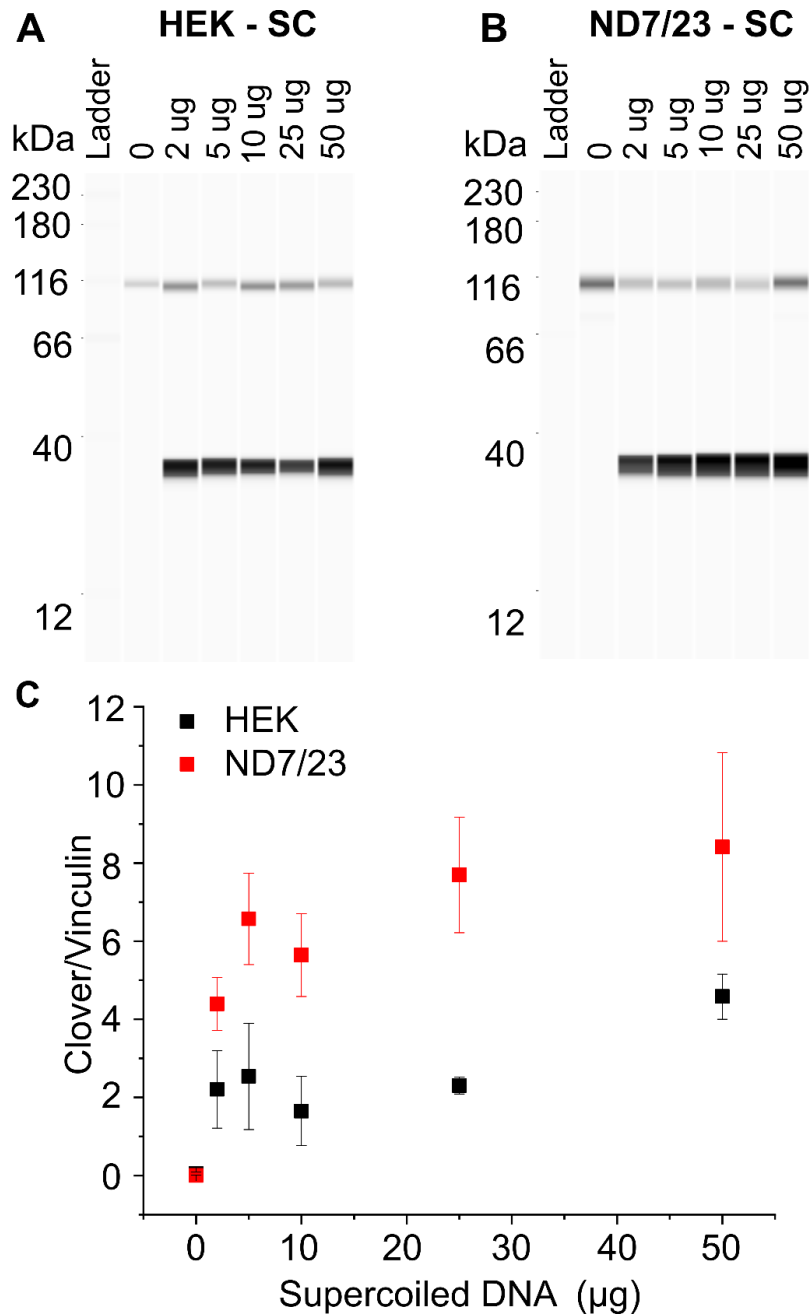 A HEK - SC
kDa Ladder 0 2 ug 5 ug 10 ug 25 ug 50 ug
230
180
116
66
40
12
B ND7/23 - SC
kDa Ladder 0 2 ug 5 ug 10 ug 25 ug 50 ug
230
180
116
66
40
12
C
HEK
ND7/23
Clover/Vinculin
12
10
8
6
4
2
0
0 10 20 30 40 50
Supercoiled DNA (µg)